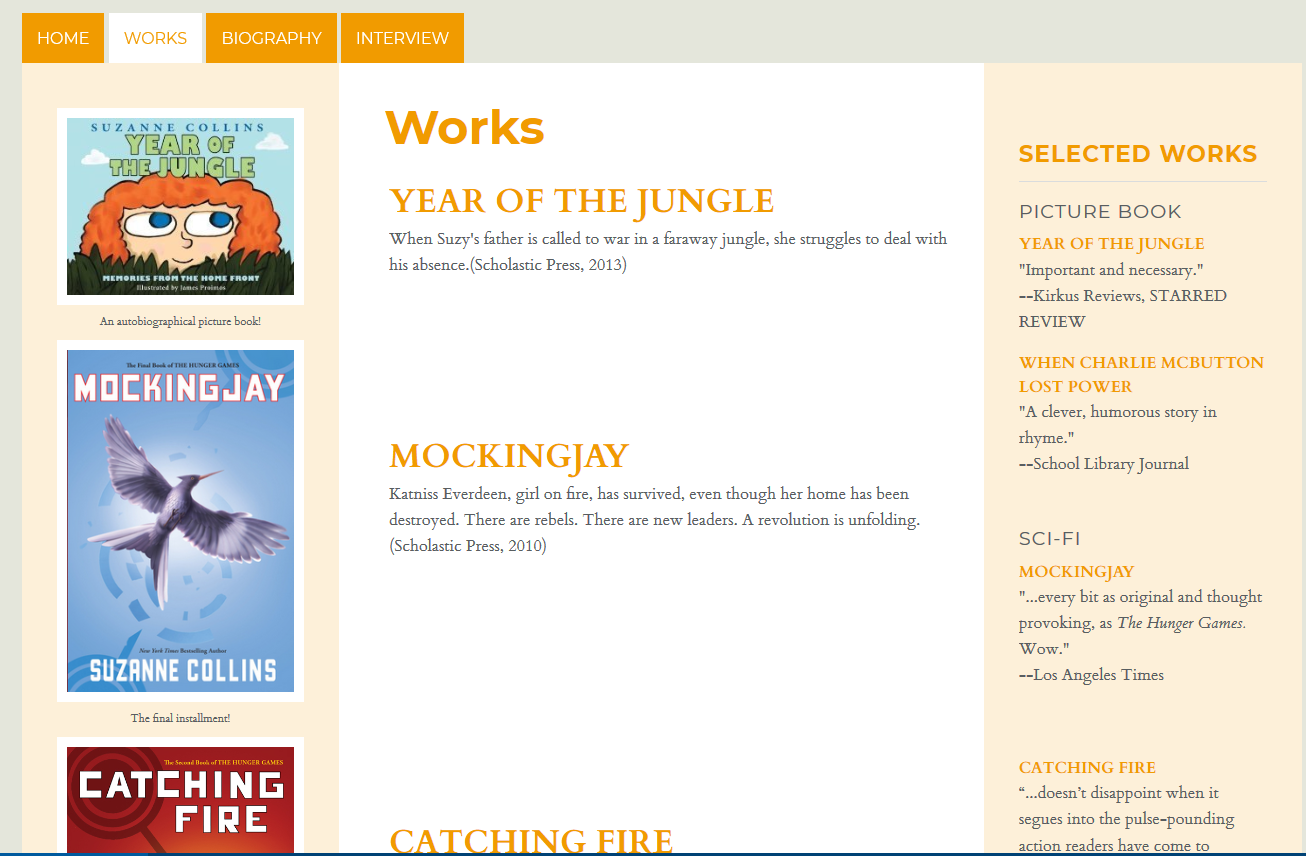 HOME WORKS BIOGRAPHY INTERVIEW
SUZANNE COLLINS
YEAR OF
THE JUNGLE
MEMORIES FROM THE HOME FRONT
Illustrated by James Proimos
An autobiographical picture book!
The Final Book of THE HUNGER GAMES
MOCKINGJAY
New York Times Bestselling Author
SUZANNE COLLINS
The final installment!
The Second Book of THE HUNGER GAMES
CATCHING
FIRE
Works
YEAR OF THE JUNGLE
When Suzy's father is called to war in a faraway jungle, she struggles to deal with
his absence.(Scholastic Press, 2013)
MOCKINGJAY
Katniss Everdeen, girl on fire, has survived, even though her home has been
destroyed. There are rebels. There are new leaders. A revolution is unfolding.
(Scholastic Press, 2010)
CATCHING FIRE
SELECTED WORKS
PICTURE BOOK
YEAR OF THE JUNGLE
"Important and necessary."
--Kirkus Reviews, STARRED
REVIEW
WHEN CHARLIE MCBUTTON
LOST POWER
"A clever, humorous story in
rhyme."
--School Library Journal
SCI-FI
MOCKINGJAY
"...every bit as original and thought
provoking, as The Hunger Games.
Wow."
--Los Angeles Times
CATCHING FIRE
“...doesn’t disappoint when it
segues into the pulse-pounding
action readers have come to